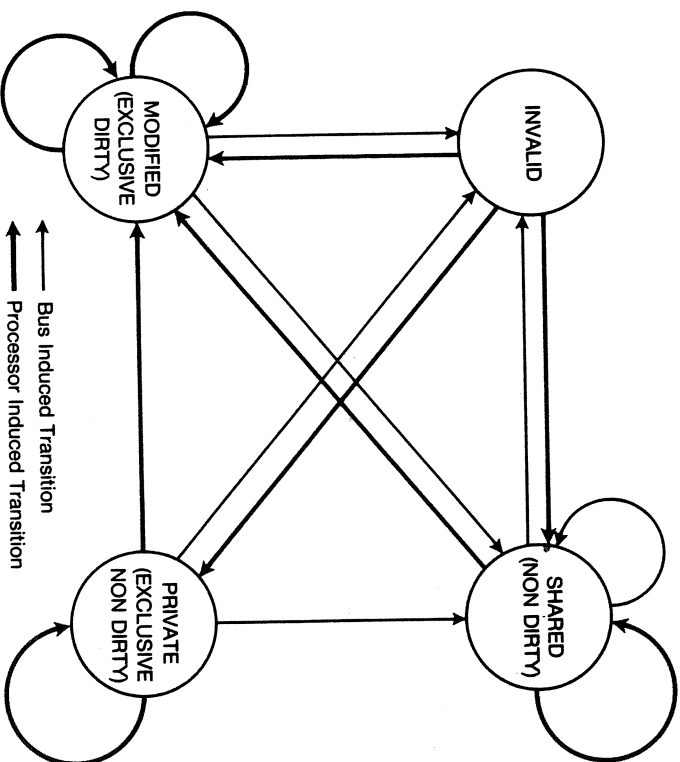 INVALID
SHARED
(NON DIRTY)
MODIFIED
(EXCLUSIVE
DIRTY)
PRIVATE
(EXCLUSIVE
NON DIRTY)
Bus Induced Transition
Processor Induced Transition